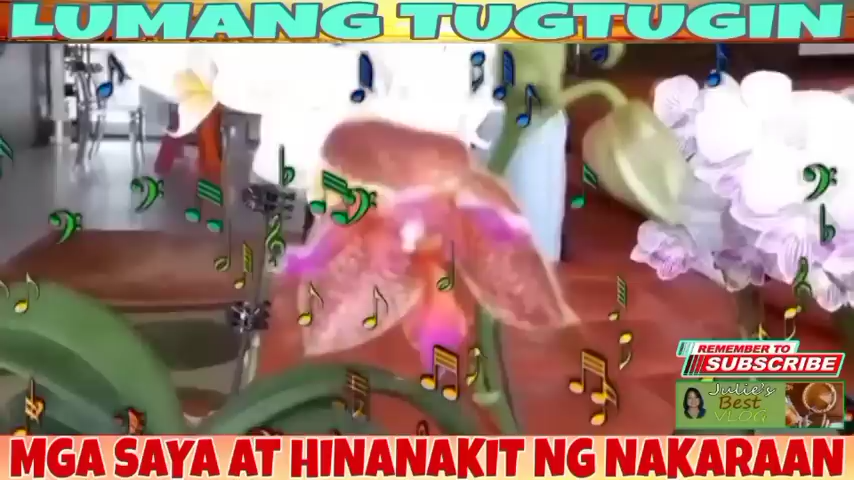 LUMANG TUGTUGIN
REMEMBER TO
SUBSCRIBE
Julie's
Best
VLOG
MGA SAYA AT HINANAKIT NG NAKARAAN